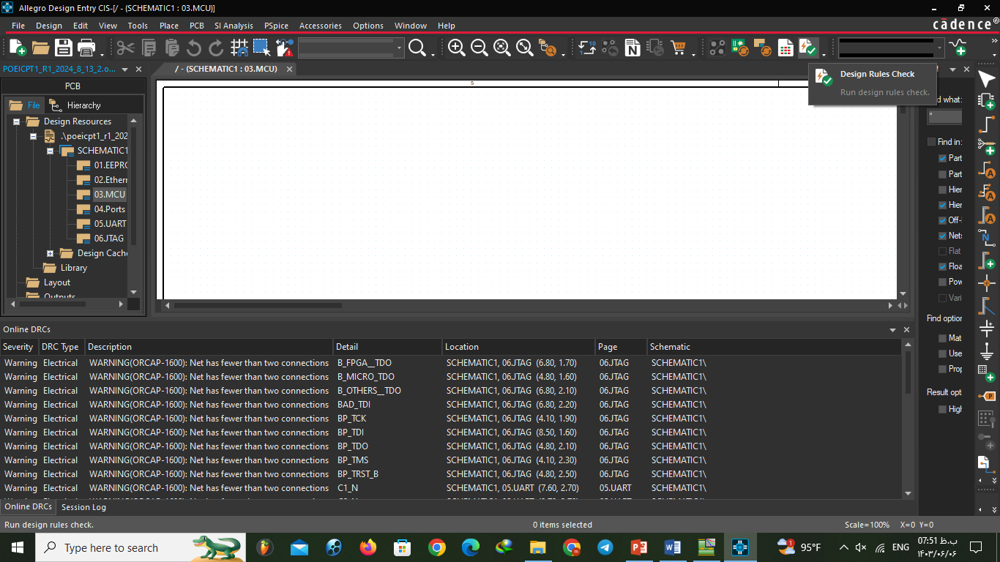 Allegro Design Entry CIS-[/ - (SCHEMATIC1 : 03.MCU)]
File Design Edit View Tools Place PCB SI Analysis PSpice Accessories Options Window Help
cādence®
POEICPT1_R1_2024_8_13_2.o...
/ - (SCHEMATIC1 : 03.MCU)
PCB
File Hierarchy
Design Resources
.\poeicpt1_r1_202
SCHEMATIC1
01.EEPRO
02.Ethern
03.MCU
04.Ports
05.UART
06.JTAG
Design Cache
Library
Layout
Outputs
5
Design Rules Check
Run design rules check.
d what:
*
Find in:
Part
Part
Hier
Hier
Off-
Nets
Flat
Floa
Pow
Vari
Find option
Mat
Use
Prop
Result opt
High
Online DRCs
Severity DRC Type Description Detail Location Page Schematic
Warning Electrical WARNING(ORCAP-1600): Net has fewer than two connections B_FPGA__TDO SCHEMATIC1, 06.JTAG (6.80, 1.70) 06.JTAG SCHEMATIC1\
Warning Electrical WARNING(ORCAP-1600): Net has fewer than two connections B_MICRO_TDO SCHEMATIC1, 06.JTAG (4.80, 1.60) 06.JTAG SCHEMATIC1\
Warning Electrical WARNING(ORCAP-1600): Net has fewer than two connections B_OTHERS__TDO SCHEMATIC1, 06.JTAG (6.80, 2.10) 06.JTAG SCHEMATIC1\
Warning Electrical WARNING(ORCAP-1600): Net has fewer than two connections BAD_TDI SCHEMATIC1, 06.JTAG (6.80, 2.20) 06.JTAG SCHEMATIC1\
Warning Electrical WARNING(ORCAP-1600): Net has fewer than two connections BP_TCK SCHEMATIC1, 06.JTAG (4.10, 1.90) 06.JTAG SCHEMATIC1\
Warning Electrical WARNING(ORCAP-1600): Net has fewer than two connections BP_TDI SCHEMATIC1, 06.JTAG (8.50, 1.60) 06.JTAG SCHEMATIC1\
Warning Electrical WARNING(ORCAP-1600): Net has fewer than two connections BP_TDO SCHEMATIC1, 06.JTAG (4.80, 2.10) 06.JTAG SCHEMATIC1\
Warning Electrical WARNING(ORCAP-1600): Net has fewer than two connections BP_TMS SCHEMATIC1, 06.JTAG (4.10, 2.30) 06.JTAG SCHEMATIC1\
Warning Electrical WARNING(ORCAP-1600): Net has fewer than two connections BP_TRST_B SCHEMATIC1, 06.JTAG (4.80, 2.50) 06.JTAG SCHEMATIC1\
Warning Electrical WARNING(ORCAP-1600): Net has fewer than two connections C1_N SCHEMATIC1, 05.UART (7.60, 2.70) 05.UART SCHEMATIC1\
Online DRCs Session Log
Run design rules check. 0 items selected Scale=100% X=0 Y=0
Type here to search 95°F ENG 07:51 ب.ظ
۱۴۰۳/۰۶/۰۶